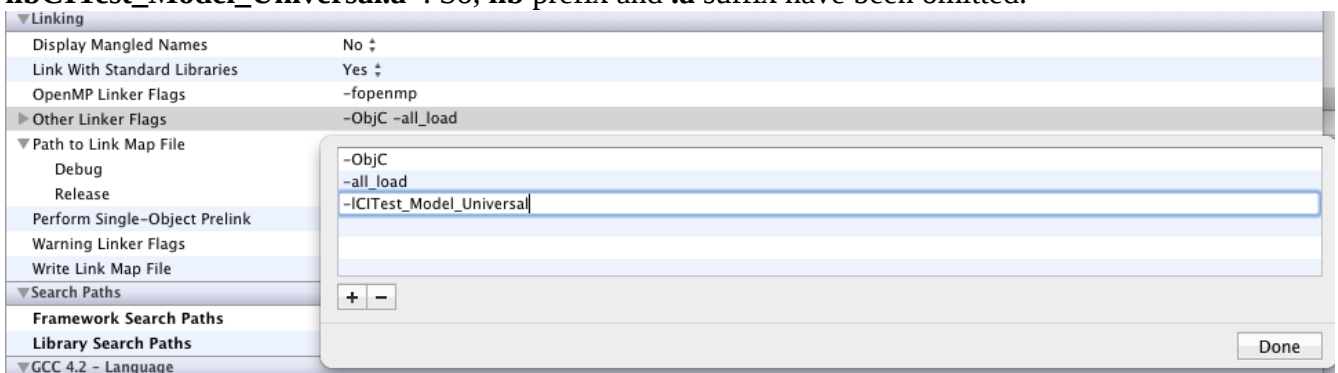 libCITest_Model_Universal.a". So, lib prefix and .a suffix have been omitted.
Linking
Display Mangled Names No
Link With Standard Libraries Yes
OpenMP Linker Flags -fopenmp
Other Linker Flags -ObjC -all_load
Path to Link Map File
-ObjC
Debug
-all_load
Release
-lCITest_Model_Universal
Perform Single-Object Prelink
Warning Linker Flags
Write Link Map File
Search Paths
+ -
Framework Search Paths
Library Search Paths
Done
GCC 4.2 - Language